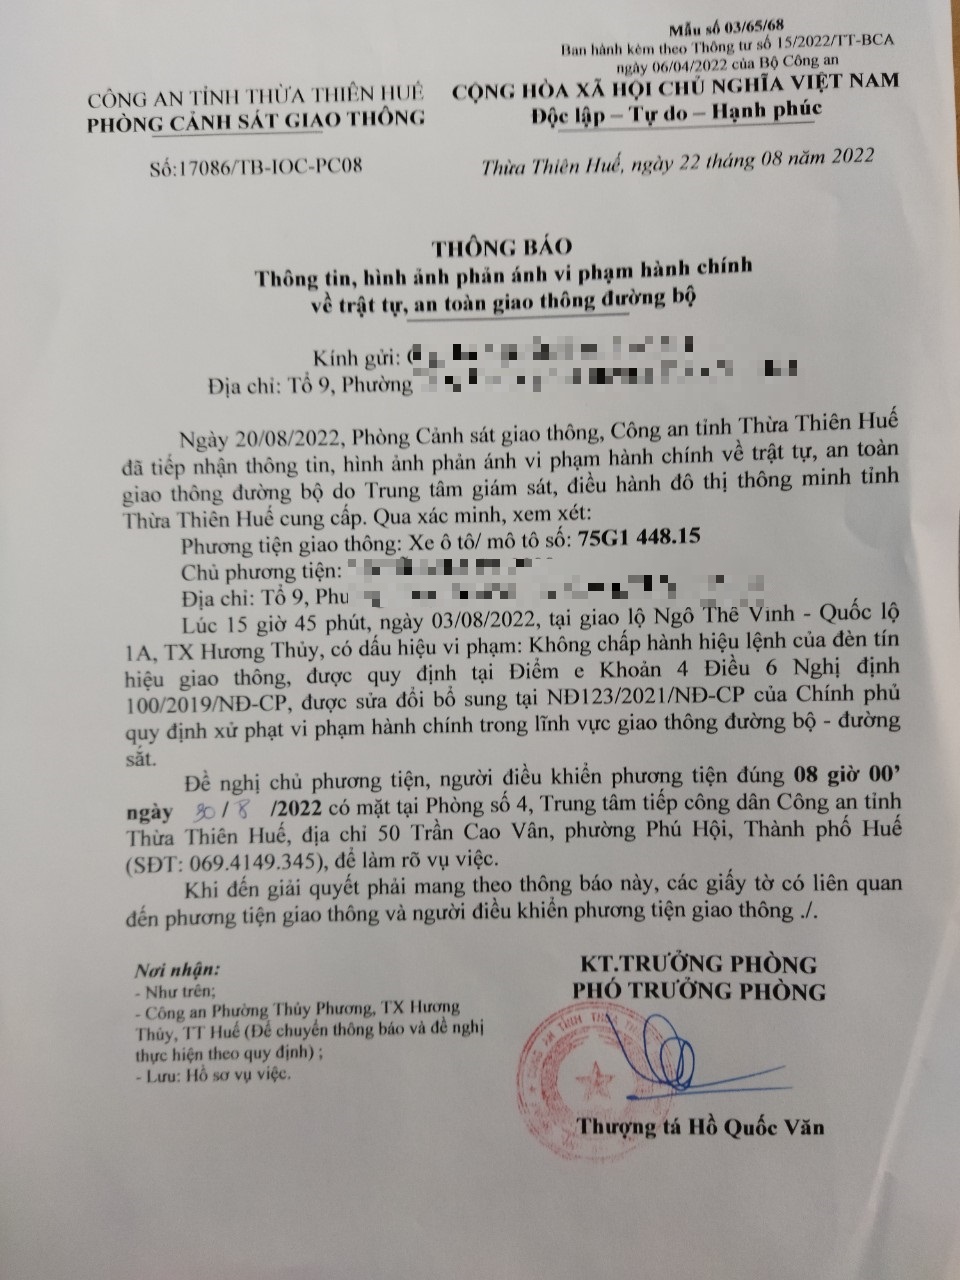 Mẫu số 03/65/68
Ban hành kèm theo Thông tư số 15/2022/TT-BCA
ngày 06/04/2022 của Bộ Công an
CÔNG AN TỈNH THỪA THIÊN HUẾ
PHÒNG CẢNH SÁT GIAO THÔNG
CỘNG HÒA XÃ HỘI CHỦ NGHĨA VIỆT NAM
Độc lập – Tự do – Hạnh phúc
Số:17086/TB-IOC-PC08
Thừa Thiên Huế, ngày 22 tháng 08 năm 2022
THÔNG BÁO
Thông tin, hình ảnh phản ánh vi phạm hành chính
về trật tự, an toàn giao thông đường bộ
Kính gửi:
Địa chỉ: Tổ 9, Phường
Ngày 20/08/2022, Phòng Cảnh sát giao thông, Công an tỉnh Thừa Thiên Huế
đã tiếp nhận thông tin, hình ảnh phản ánh vi phạm hành chính về trật tự, an toàn
giao thông đường bộ do Trung tâm giám sát, điều hành đô thị thông minh tỉnh
Thừa Thiên Huế cung cấp. Qua xác minh, xem xét:
Phương tiện giao thông: Xe ô tô/ mô tô số: 75G1 448.15
Chủ phương tiện:
Địa chỉ: Tổ 9,
Lúc 15 giờ 45 phút, ngày 03/08/2022, tại giao lộ Ngô Thế Vinh - Quốc lộ
1A, TX Hương Thủy, có dấu hiệu vi phạm: Không chấp hành hiệu lệnh của đèn tín
hiệu giao thông, được quy định tại Điểm e Khoản 4 Điều 6 Nghị định
100/2019/NĐ-CP, được sửa đổi bổ sung tại NĐ123/2021/NĐ-CP của Chính phủ
quy định xử phạt vi phạm hành chính trong lĩnh vực giao thông đường bộ - đường
sắt.
Đề nghị chủ phương tiện, người điều khiển phương tiện đúng 08 giờ 00’
ngày 30/8/2022 có mặt tại Phòng số 4, Trung tâm tiếp công dân Công an tỉnh
Thừa Thiên Huế, địa chỉ 50 Trần Cao Vân, phường Phú Hội, Thành phố Huế
(SĐT: 069.4149.345), để làm rõ vụ việc.
Khi đến giải quyết phải mang theo thông báo này, các giấy tờ có liên quan
đến phương tiện giao thông và người điều khiển phương tiện giao thông ./.
Nơi nhận:
- Như trên;
- Công an Phường Thủy Phương, TX Hương
Thủy, TT Huế (Để chuyển thông báo và đề nghị
thực hiện theo quy định) ;
- Lưu: Hồ sơ vụ việc.
KT.TRƯỞNG PHÒNG
PHÓ TRƯỞNG PHÒNG
Thượng tá Hồ Quốc Văn